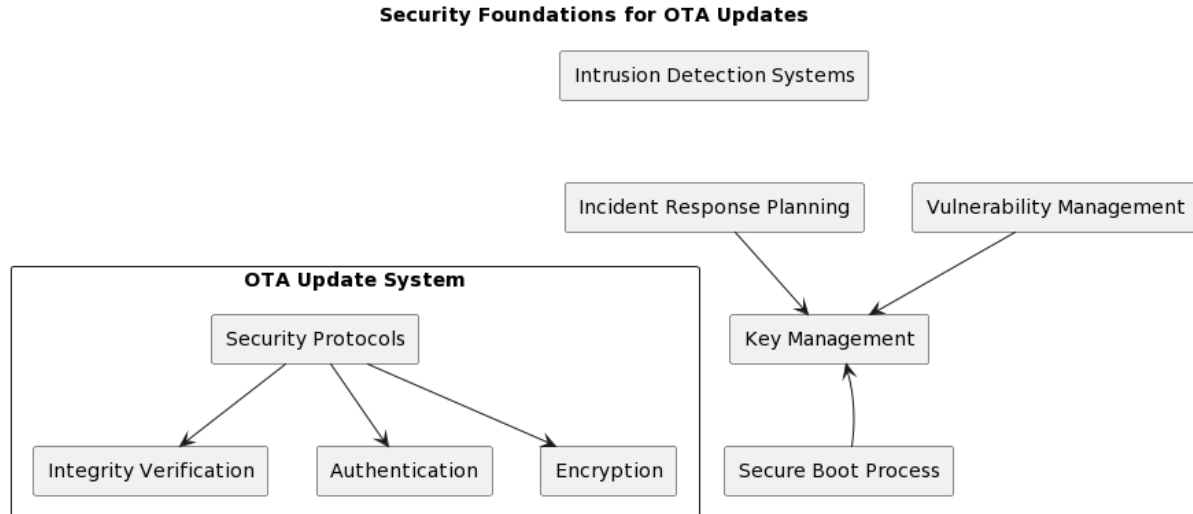 Security Foundations for OTA Updates
Intrusion Detection Systems
Incident Response Planning
Vulnerability Management
OTA Update System
Security Protocols
Key Management
Integrity Verification
Authentication
Encryption
Secure Boot Process